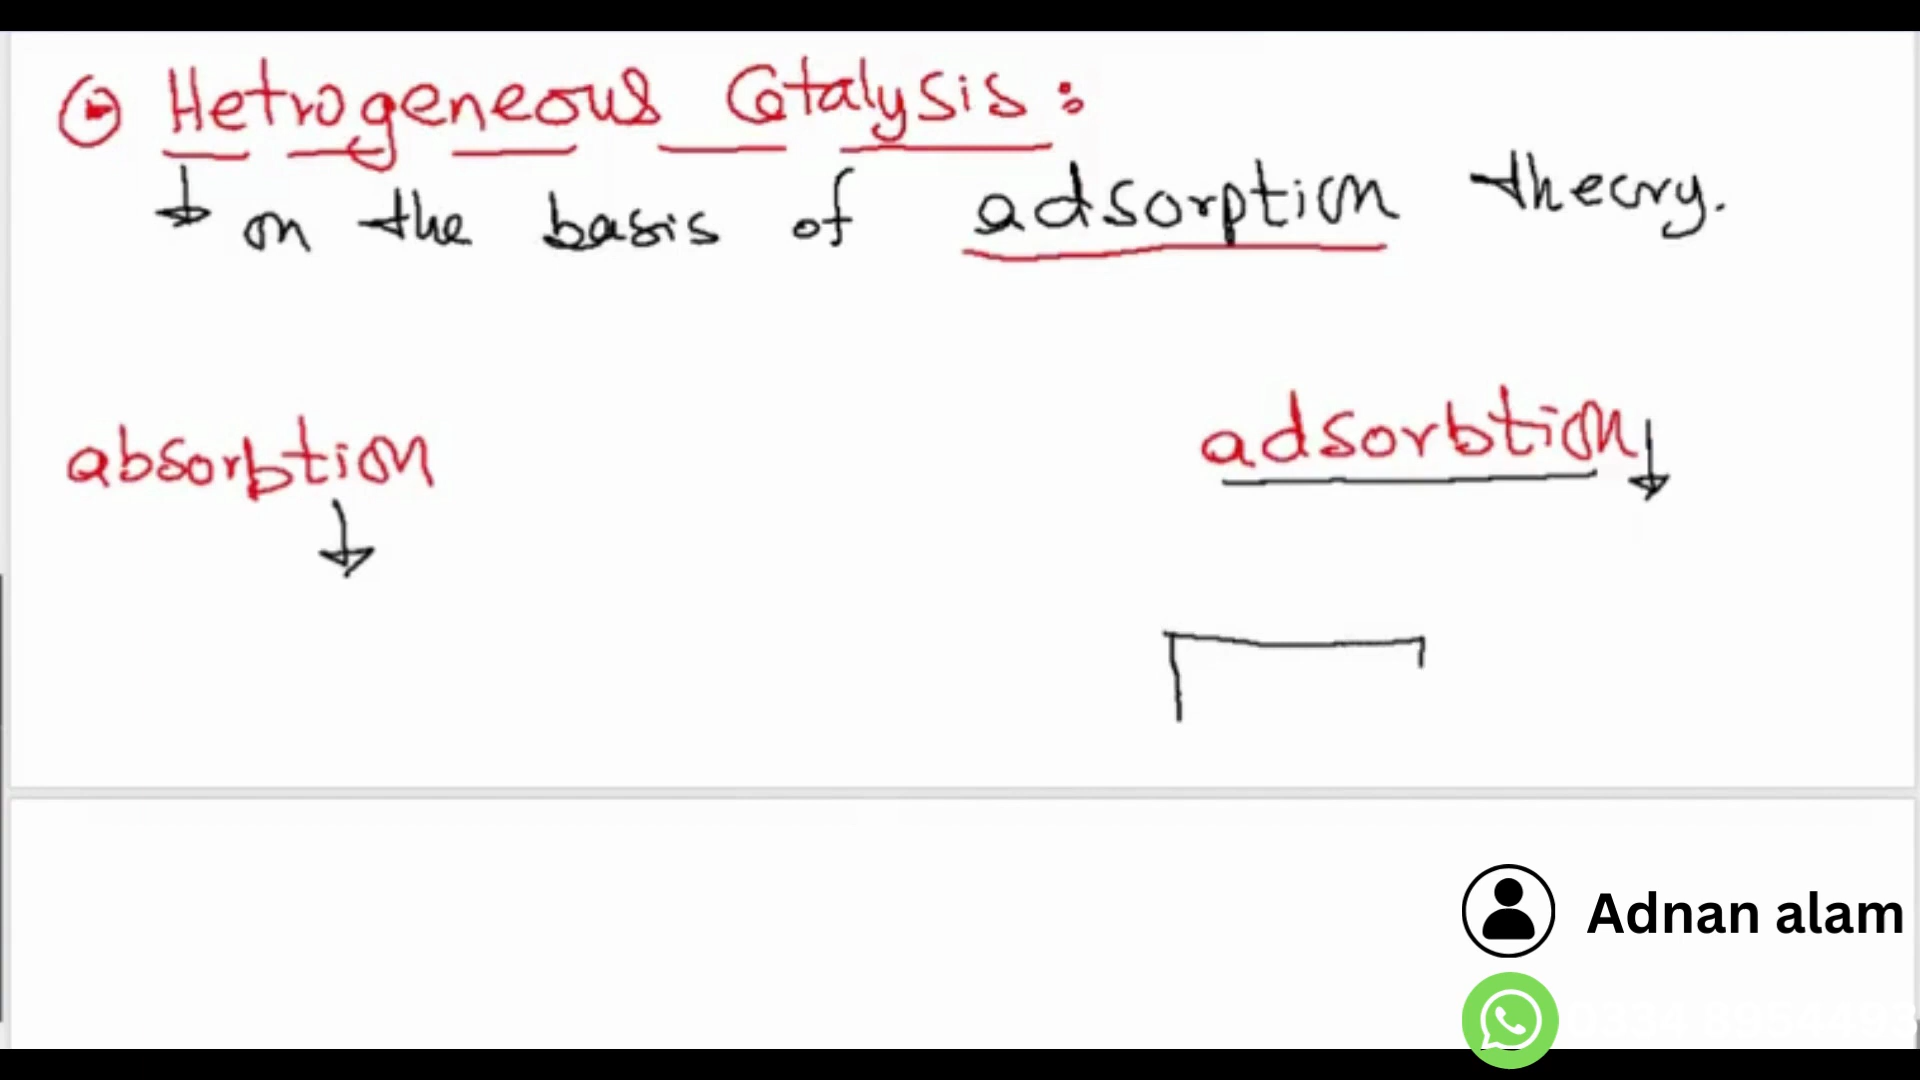 Hetrogeneous Catalysis:
on the basis of adsorption theory.
absorbtion
adsorbtion
Adnan alam